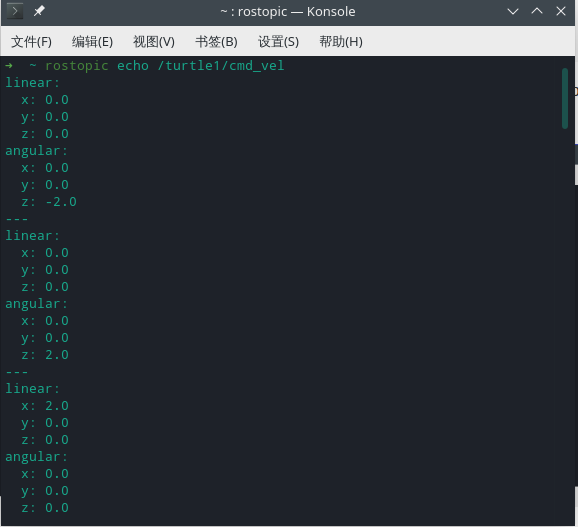 ~ : rostopic — Konsole
文件(F) 编辑(E) 视图(V) 书签(B) 设置(S) 帮助(H)
➜  ~ rostopic echo /turtle1/cmd_vel
linear:
  x: 0.0
  y: 0.0
  z: 0.0
angular:
  x: 0.0
  y: 0.0
  z: -2.0
---
linear:
  x: 0.0
  y: 0.0
  z: 0.0
angular:
  x: 0.0
  y: 0.0
  z: 2.0
---
linear:
  x: 2.0
  y: 0.0
  z: 0.0
angular:
  x: 0.0
  y: 0.0
  z: 0.0